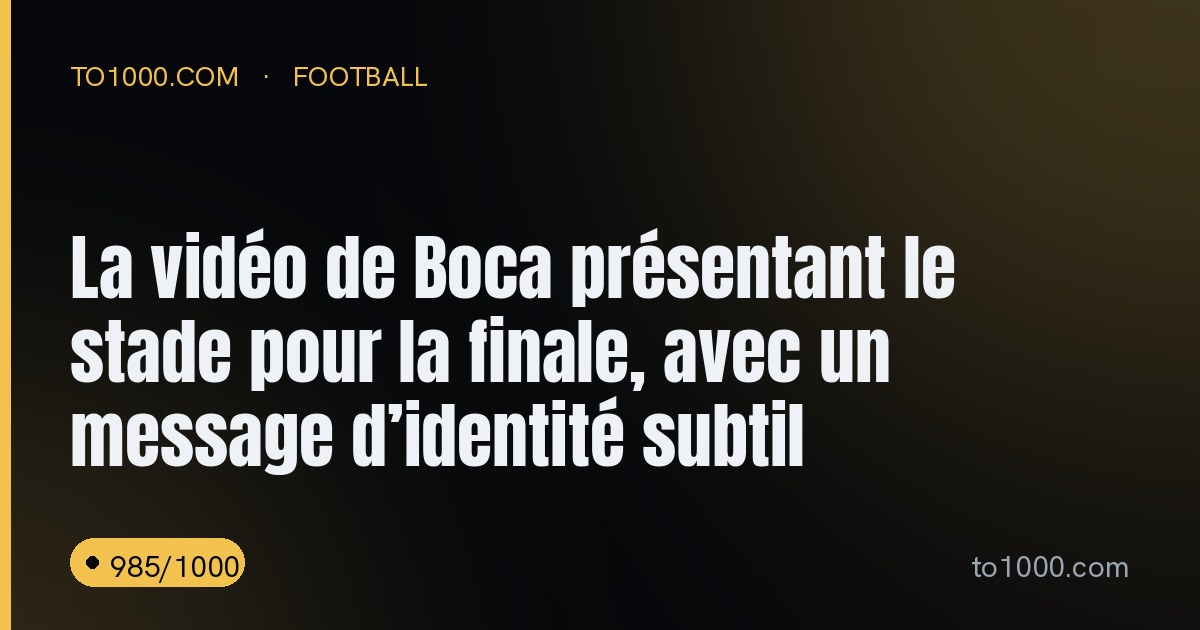 TO1000.COM · FOOTBALL
La vidéo de Boca présentant le
stade pour la finale, avec un
message d’identité subtil
985/1000
to1000.com